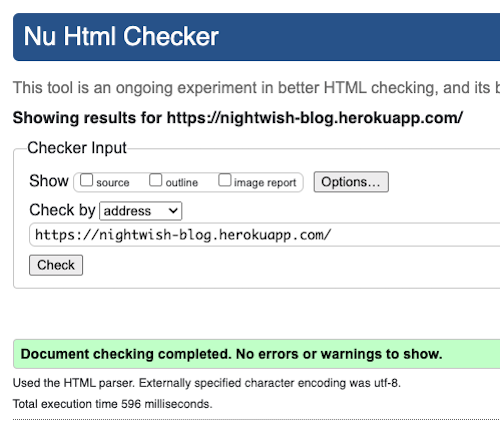 Nu Html Checker
This tool is an ongoing experiment in better HTML checking, and its
Showing results for https://nightwish-blog.herokuapp.com/
Checker Input
Show source outline image report Options...
Check by address
https://nightwish-blog.herokuapp.com/
Check
Document checking completed. No errors or warnings to show.
Used the HTML parser. Externally specified character encoding was utf-8.
Total execution time 596 milliseconds.